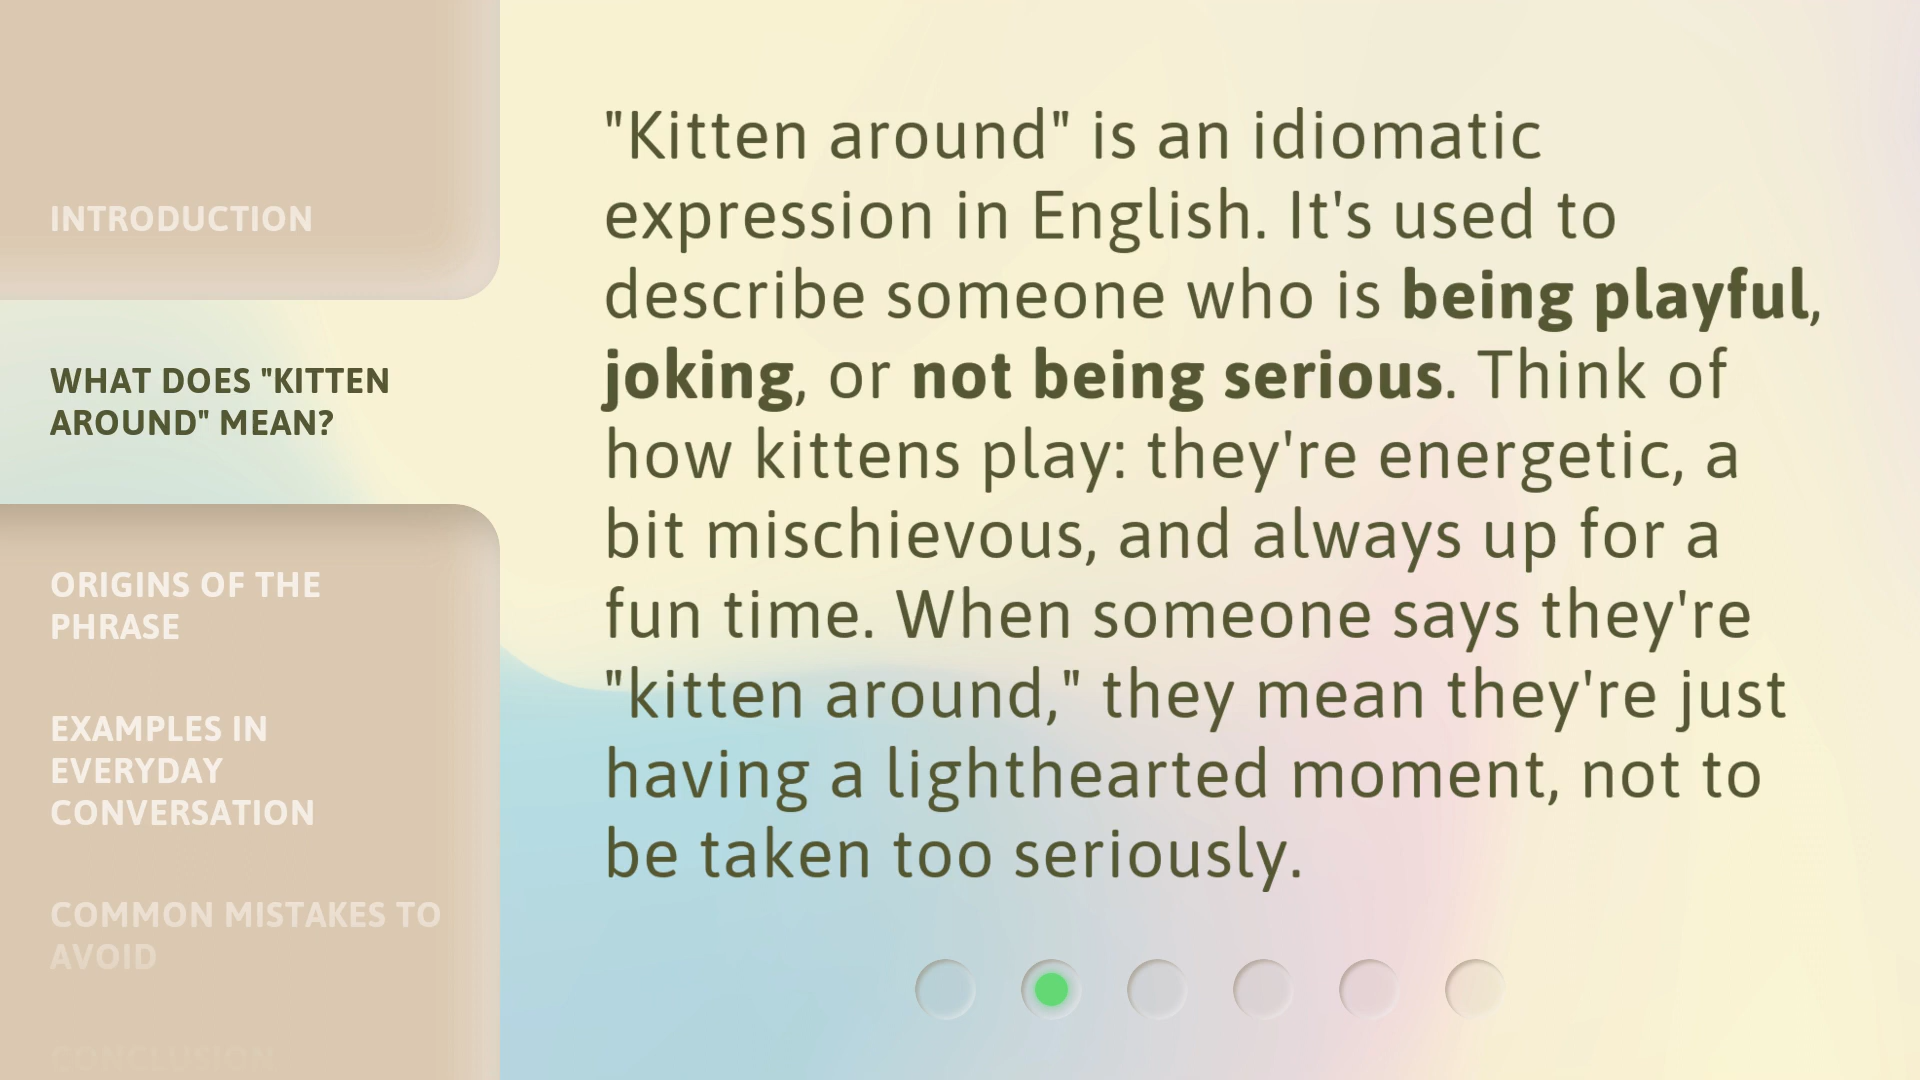 INTRODUCTION
WHAT DOES "KITTEN
AROUND" MEAN?
ORIGINS OF THE
PHRASE
EXAMPLES IN
EVERYDAY
CONVERSATION
COMMON MISTAKES TO
AVOID
CONCLUSION
"Kitten around" is an idiomatic
expression in English. It's used to
describe someone who is being playful,
joking, or not being serious. Think of
how kittens play: they're energetic, a
bit mischievous, and always up for a
fun time. When someone says they're
"kitten around," they mean they're just
having a lighthearted moment, not to
be taken too seriously.